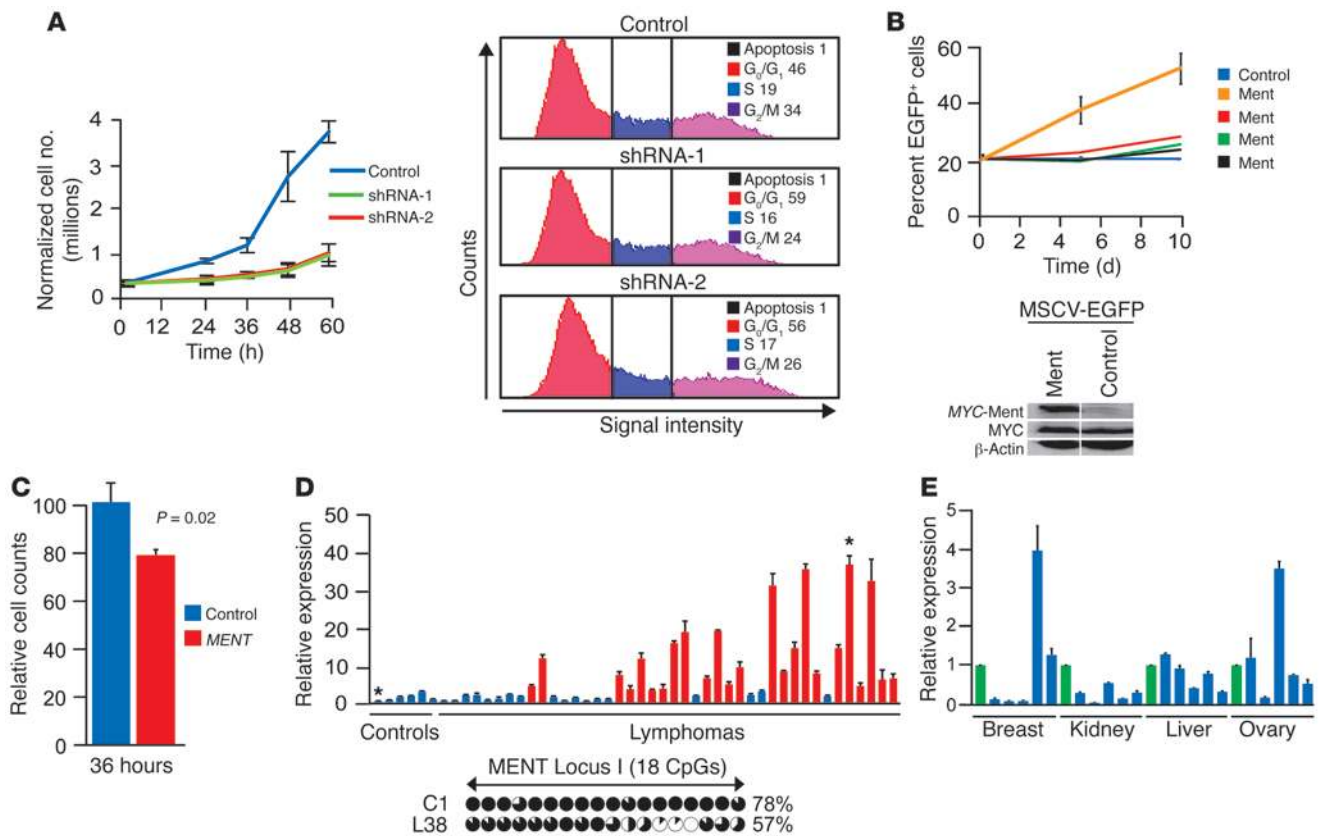 A
Normalized cell no.
(millions)
4
3
2
1
0
0 12 24 36 48 60
Time (h)
Control
shRNA-1
shRNA-2
Control
Apoptosis 1
G0/G1 46
S 19
G2/M 34
shRNA-1
Apoptosis 1
G0/G1 59
S 16
G2/M 24
shRNA-2
Apoptosis 1
G0/G1 56
S 17
G2/M 26
Counts
Signal intensity
B
Percent EGFP+ cells
60
40
20
0
0 2 4 6 8 10
Time (d)
Control
Ment
Ment
Ment
Ment
MSCV-EGFP
Ment
Control
MYC-Ment
MYC
β-Actin
C
Relative cell counts
100
80
60
40
20
0
P = 0.02
Control
MENT
36 hours
D
Relative expression
50
40
30
20
10
0
*
*
Controls
Lymphomas
MENT Locus I (18 CpGs)
C1 78%
L38 57%
E
Relative expression
5
4
3
2
1
0
Breast Kidney Liver Ovary